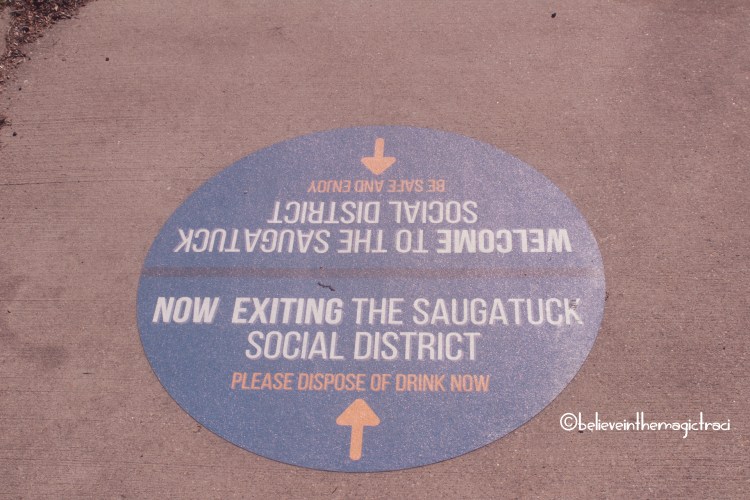 WELCOME TO THE SAUGATUCK
SOCIAL DISTRICT
BE SAFE AND ENJOY
NOW EXITING THE SAUGATUCK
SOCIAL DISTRICT
PLEASE DISPOSE OF DRINK NOW
©believeinthemagictraci